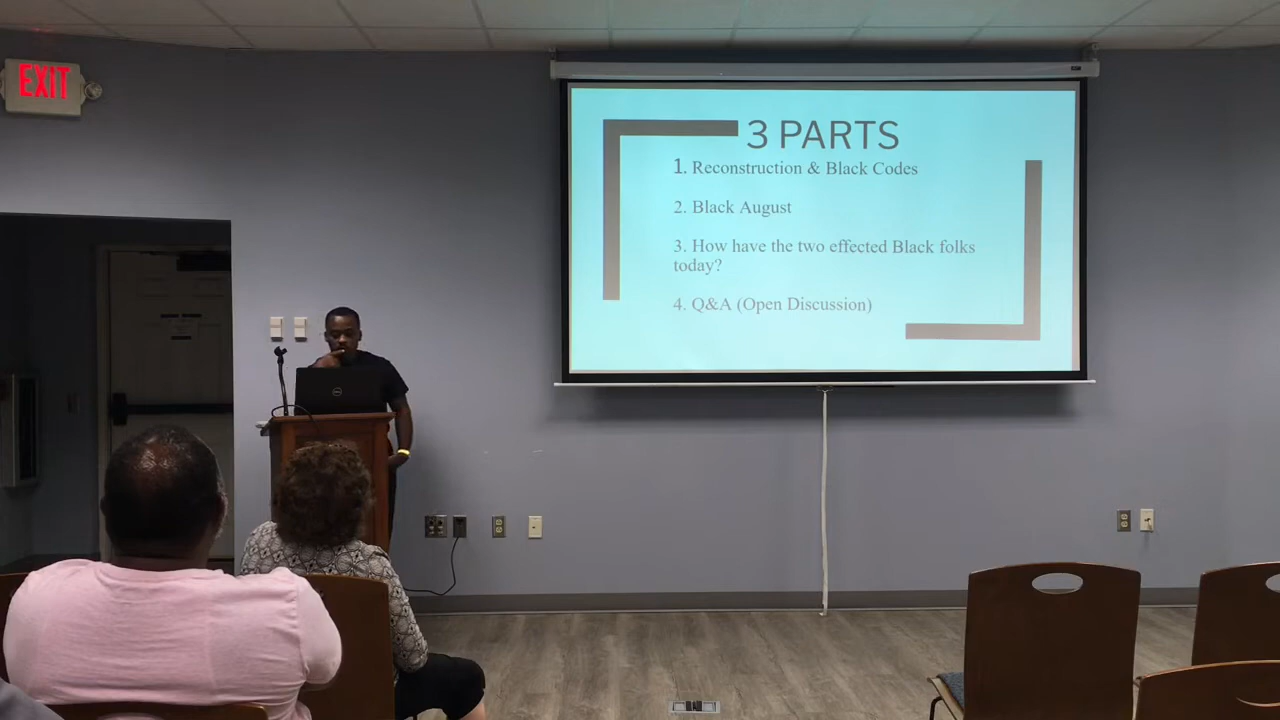 EXIT
3 PARTS
1. Reconstruction & Black Codes
2. Black August
3. How have the two effected Black folks
today?
4. Q&A (Open Discussion)
DELL